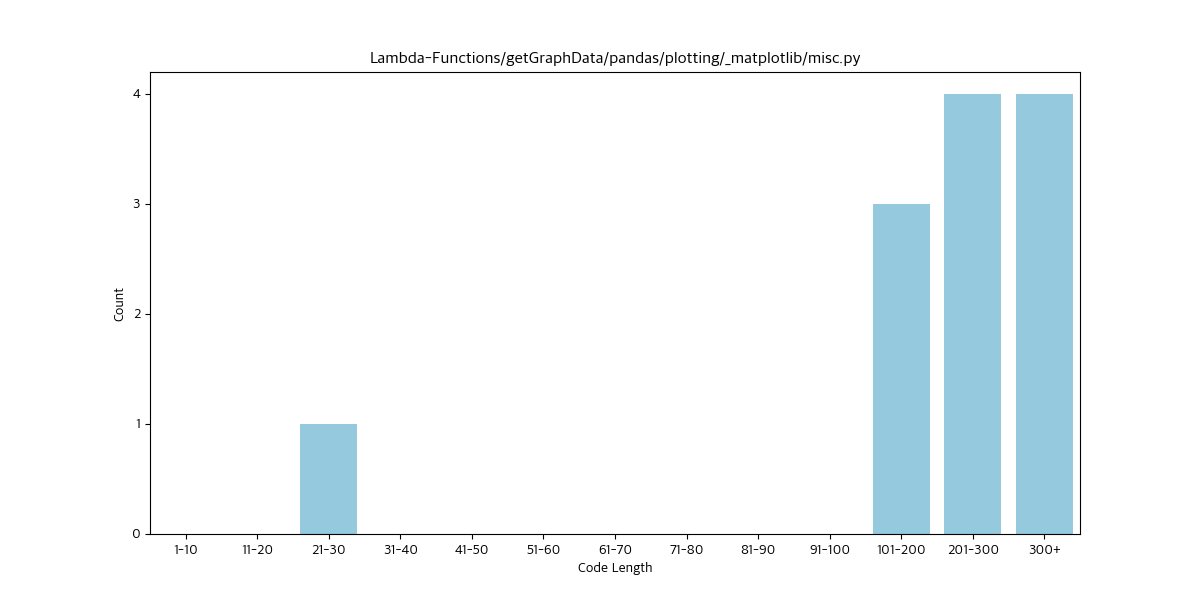 Lambda-Functions/getGraphData/pandas/plotting/_matplotlib/misc.py
4
3
Count
2
1
0
1-10 11-20 21-30 31-40 41-50 51-60 61-70 71-80 81-90 91-100 101-200 201-300 300+
Code Length